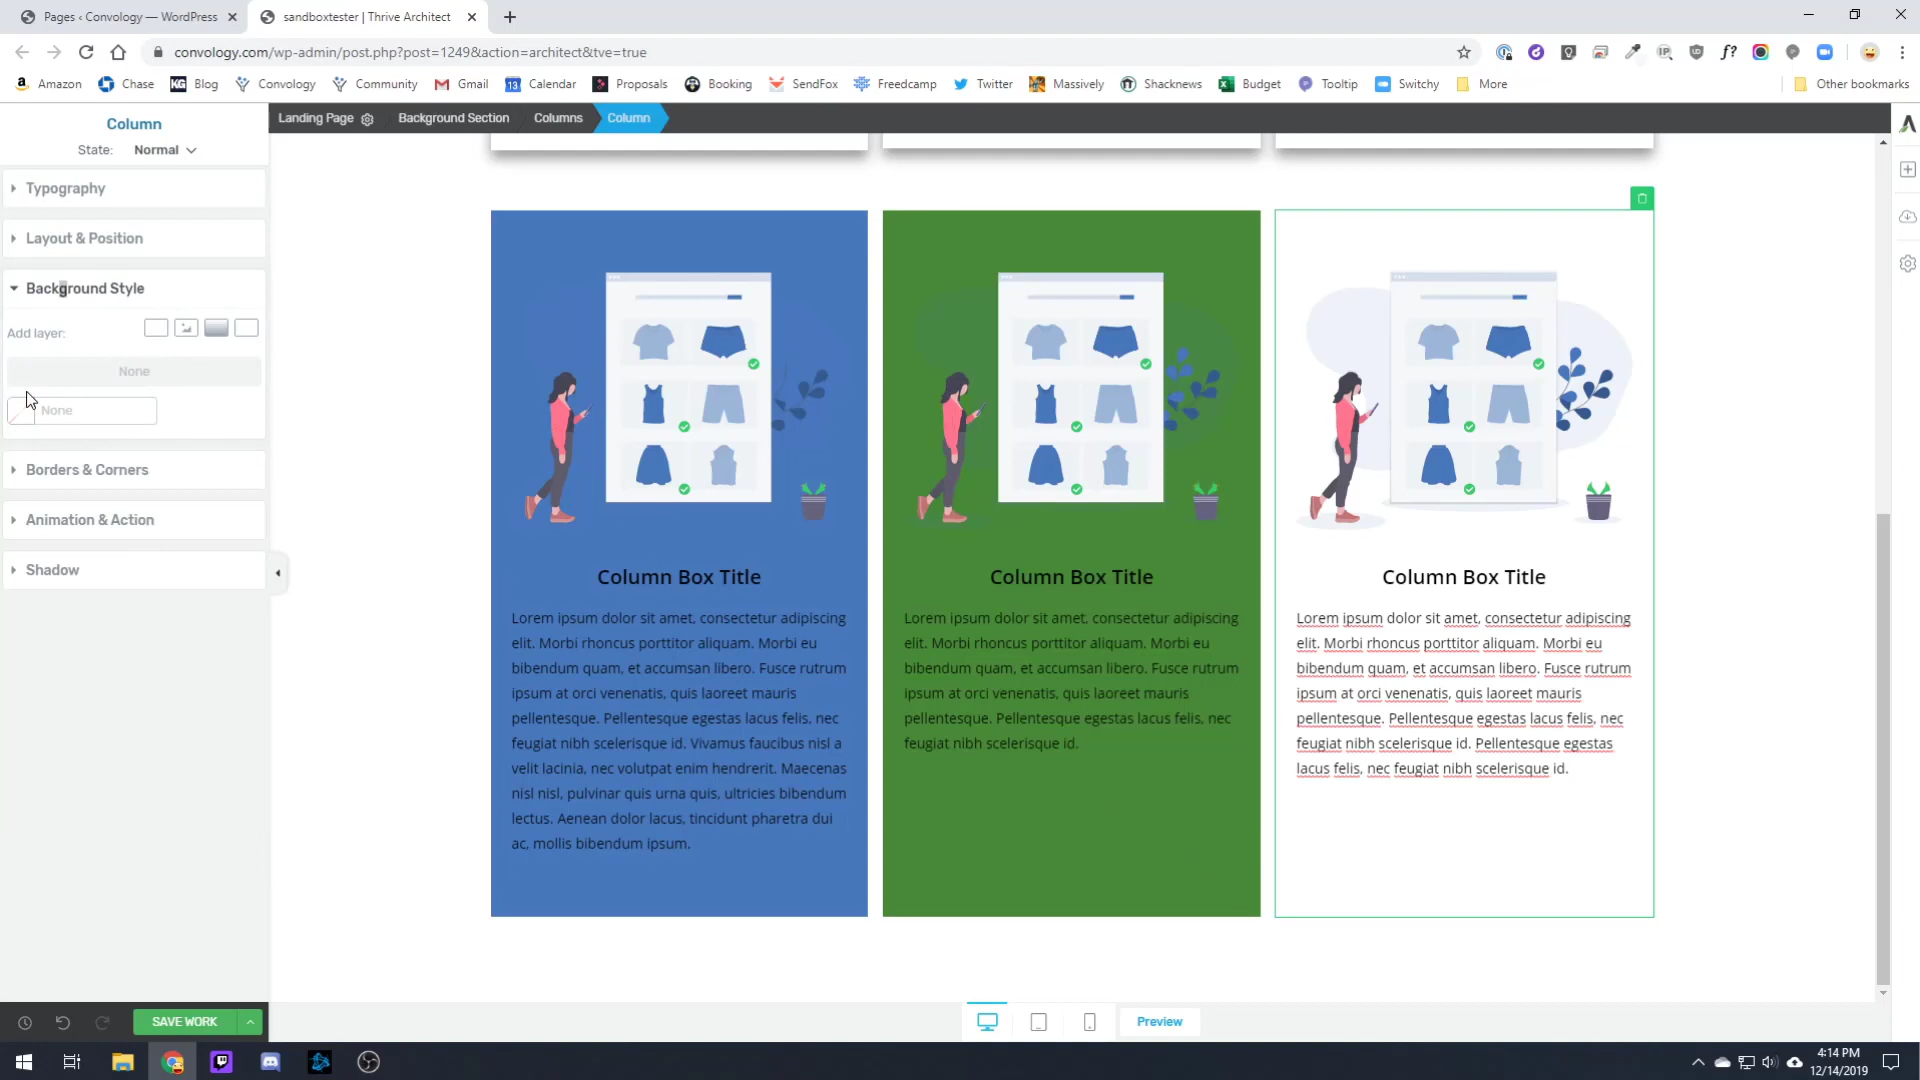 Pages ‹ Convology — WordPress
sandboxtester | Thrive Architect
convology.com/wp-admin/post.php?post=1249&action=architect&tve=true
Amazon Chase Blog Convology Community Gmail Calendar Proposals Booking SendFox Freedcamp Twitter Massively Shacknews Budget Tooltip Switchy More Other bookmarks
Column
State: Normal
Landing Page Background Section Columns Column
Typography
Layout & Position
Background Style
Add layer:
None
None
Borders & Corners
Animation & Action
Shadow
Column Box Title
Lorem ipsum dolor sit amet, consectetur adipiscing
elit. Morbi rhoncus porttitor aliquam. Morbi eu
bibendum quam, et accumsan libero. Fusce rutrum
ipsum at orci venenatis, quis laoreet mauris
pellentesque. Pellentesque egestas lacus felis, nec
feugiat nibh scelerisque id. Vivamus faucibus nisl a
velit lacinia, nec volutpat enim hendrerit. Maecenas
nisl nisl, pulvinar quis urna quis, ultricies bibendum
lectus. Aenean dolor lacus, tincidunt pharetra dui
ac, mollis bibendum ipsum.
Column Box Title
Lorem ipsum dolor sit amet, consectetur adipiscing
elit. Morbi rhoncus porttitor aliquam. Morbi eu
bibendum quam, et accumsan libero. Fusce rutrum
ipsum at orci venenatis, quis laoreet mauris
pellentesque. Pellentesque egestas lacus felis, nec
feugiat nibh scelerisque id.
Column Box Title
Lorem ipsum dolor sit amet, consectetur adipiscing
elit. Morbi rhoncus porttitor aliquam. Morbi eu
bibendum quam, et accumsan libero. Fusce rutrum
ipsum at orci venenatis, quis laoreet mauris
pellentesque. Pellentesque egestas lacus felis, nec
feugiat nibh scelerisque id. Pellentesque egestas
lacus felis, nec feugiat nibh scelerisque id.
SAVE WORK
Preview
4:14 PM
12/14/2019